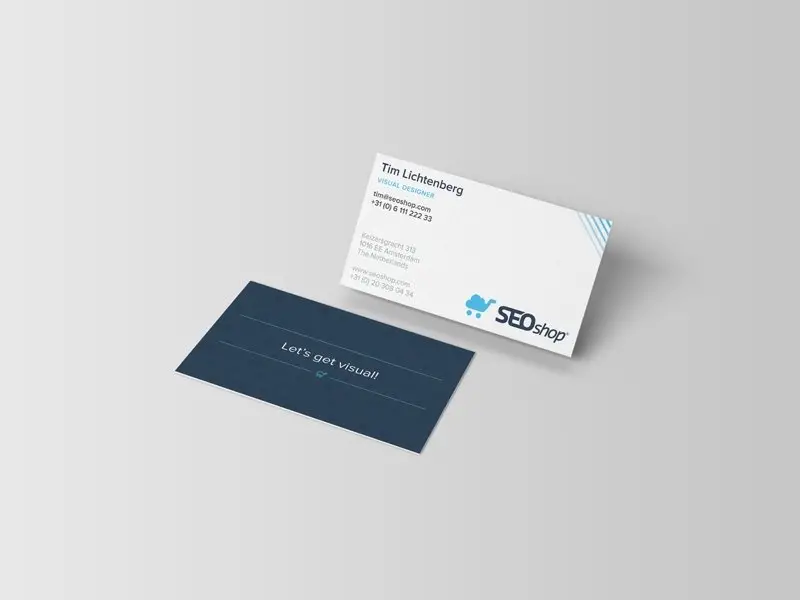 Tim Lichtenberg
VISUAL DESIGNER
tim@seoshop.com
+31 (0) 6 111 222 33
Keizersgracht 313
1016 EE Amsterdam
The Netherlands
www.seoshop.com
+31 (0) 20 308 04 34
SEOshop®
Let's get visual!